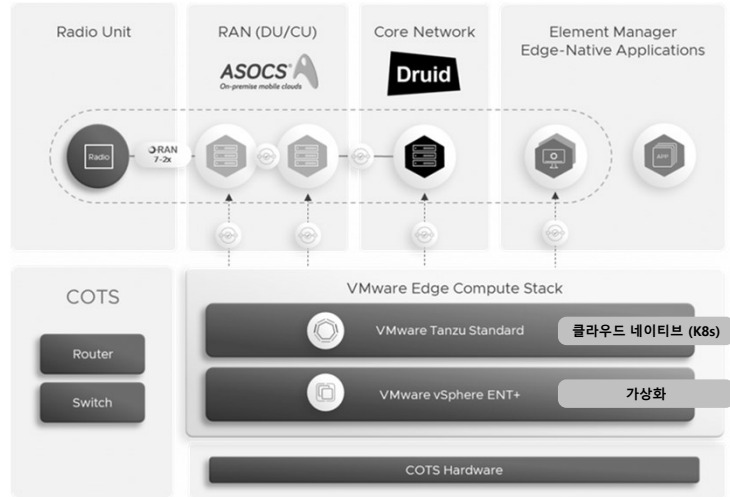 Radio Unit
RAN (DU/CU)
Core Network
Element Manager
Edge-Native Applications
ASOCS
On-premise mobile clouds
Druid
Radio
O-RAN
7-2x
APP
COTS
Router
Switch
VMware Edge Compute Stack
VMware Tanzu Standard
클라우드 네이티브 (K8s)
VMware vSphere ENT+
가상화
COTS Hardware